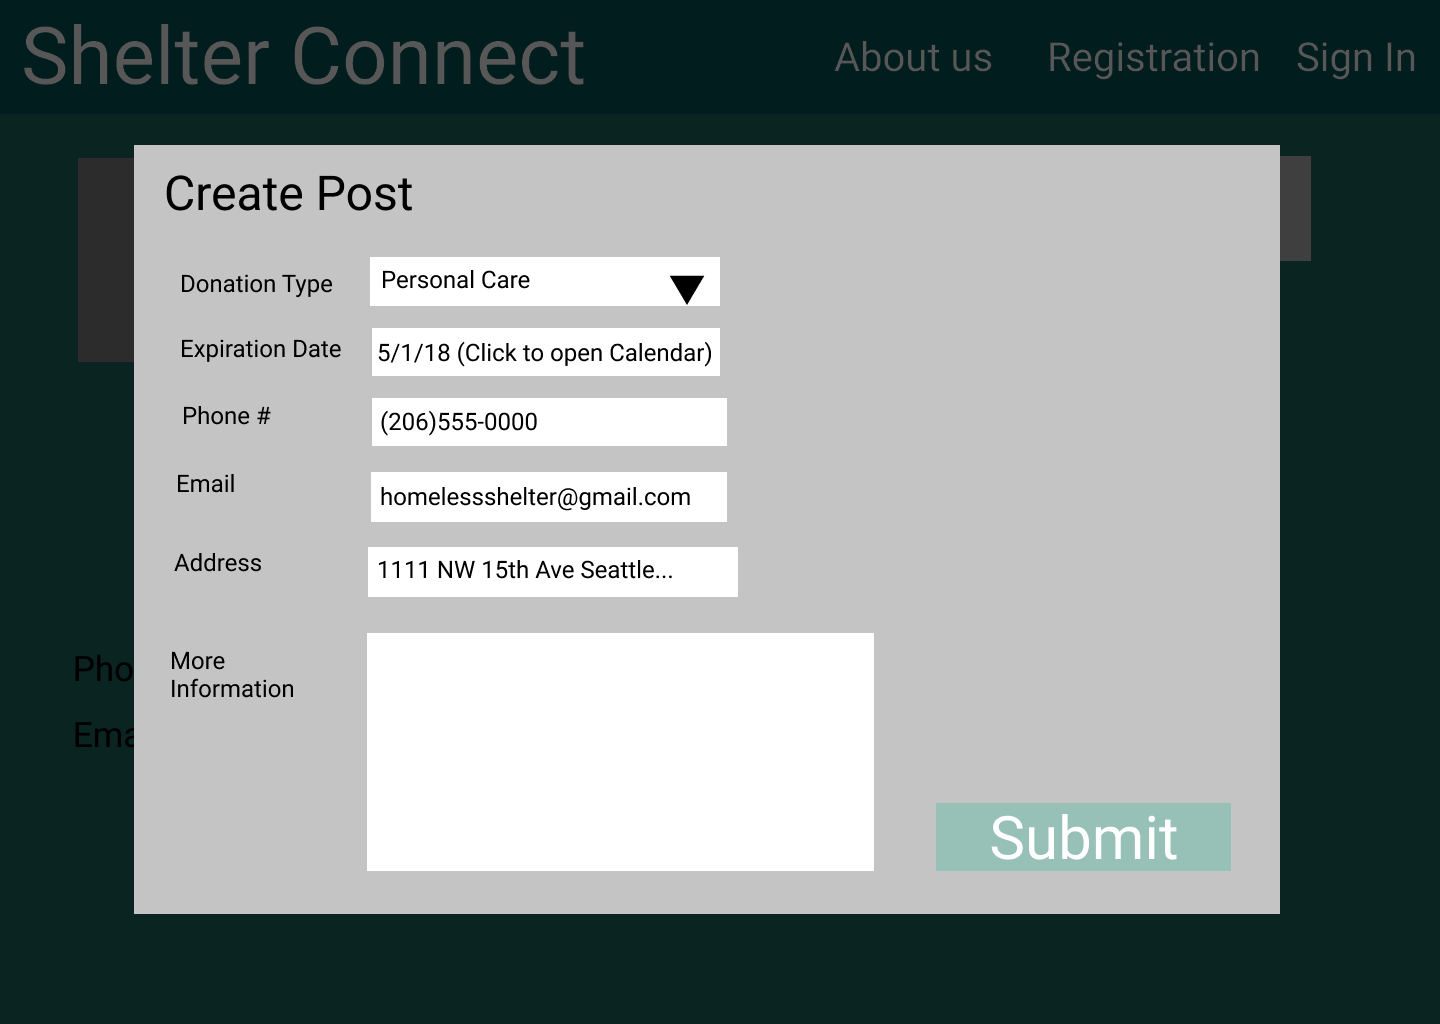 Shelter Connect
About us Registration Sign In
Create Post
Donation Type Personal Care
Expiration Date 5/1/18 (Click to open Calendar)
Phone # (206)555-0000
Email homelessshelter@gmail.com
Address 1111 NW 15th Ave Seattle...
Pho
More
Information
Ema
Submit